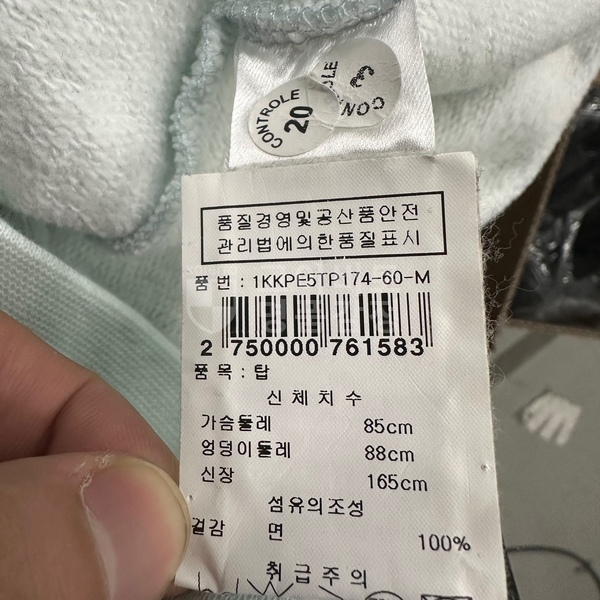 CONTROLE
3
CONTROLE
20
품질경영및공산품안전
관리법에의한품질표시
품 번 : 1KKPE5TP174-60-M
2 750000 761583
품 목 : 탑
신 체 치 수
가슴둘레 85cm
엉덩이둘레 88cm
신장 165cm
섬유의조성
겉감 면 100%
취 급 주 의